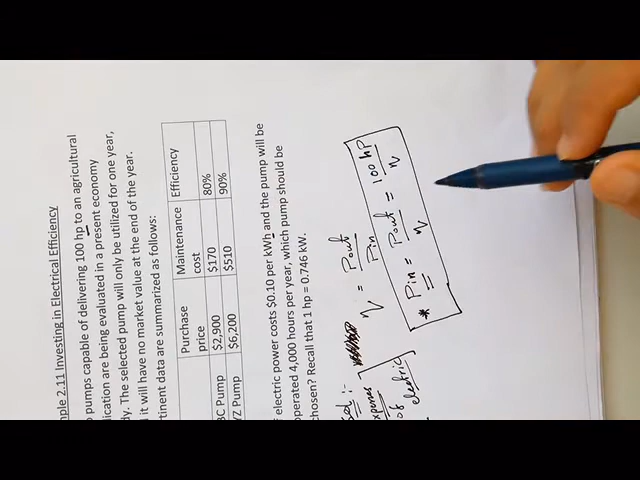 ple 2.11 Investing in Electrical Efficiency
pumps capable of delivering 100 hp to an agricultural
lication are being evaluated in a present economy
dy. The selected pump will only be utilized for one year,
d it will have no market value at the end of the year.
rtinent data are summarized as follows:
Purchase price Maintenance cost Efficiency
BC Pump $2,900 $170 80%
YZ Pump $6,200 $510 90%
f electric power costs $0.10 per kWh and the pump will be
operated 4,000 hours per year, which pump should be
chosen? Recall that 1 hp = 0.746 kW.
sol:-
η = Pout / Pin
* Pin = Pout / η = 100 hp / η
expenses
of
electric